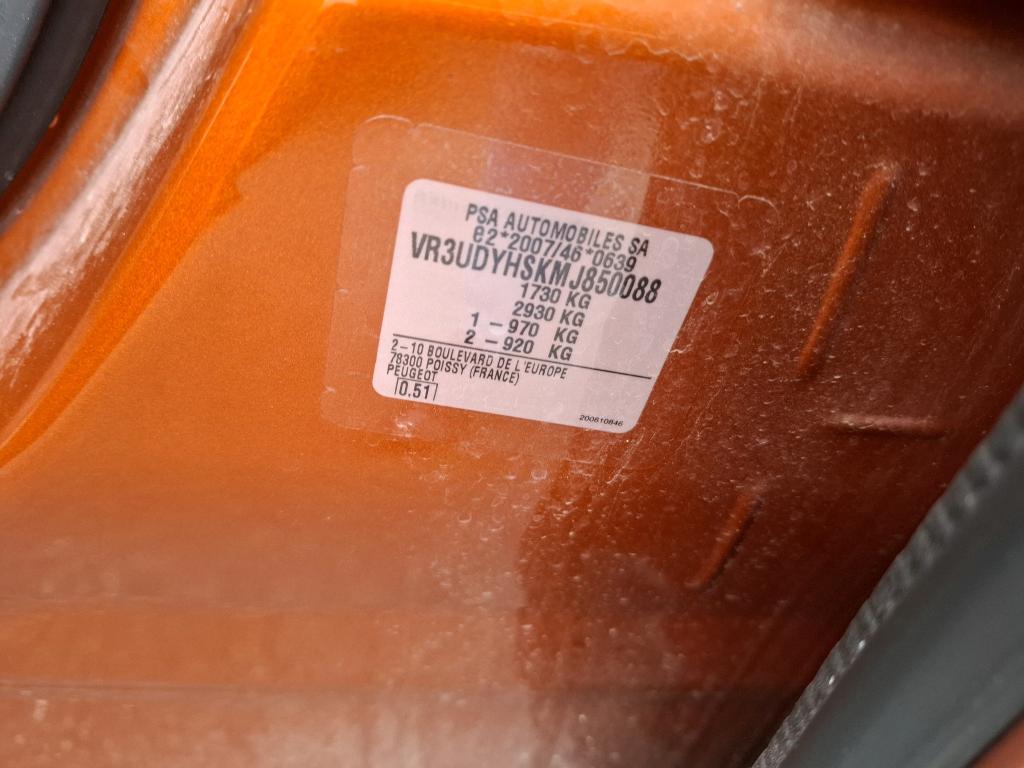 PSA AUTOMOBILES SA
e2*2007/46*0639
VR3UDYHSKMJ850088
1730 KG
2930 KG
1 - 970 KG
2 - 920 KG
2-10 BOULEVARD DE L'EUROPE
78300 POISSY (FRANCE)
PEUGEOT
0.51
200610846